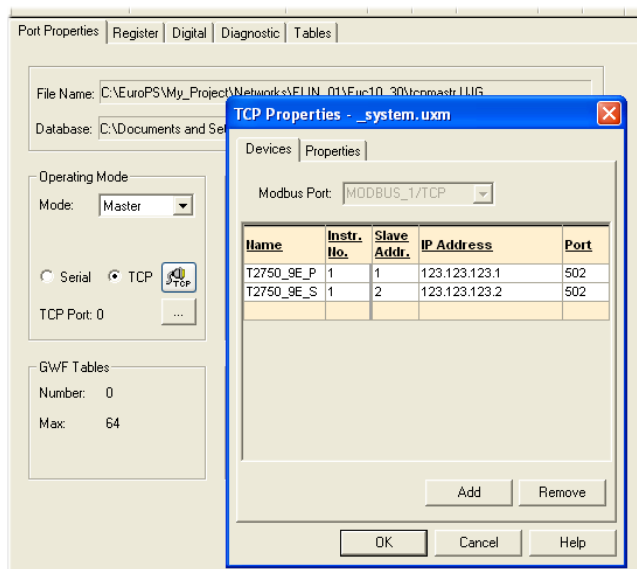 Port Properties Register Digital Diagnostic Tables
File Name: C:\EuroPS\My_Project\Networks\ELIN_01\Euc10_30\tcpmastr.UJG
Database: C:\Documents and Set
Operating Mode
Mode: Master
Serial TCP TCP
TCP Port: 0 ...
GWF Tables
Number: 0
Max: 64
TCP Properties - _system.uxm
Devices Properties
Modbus Port: MODBUS_1/TCP
Name Instr. No. Slave Addr. IP Address Port
T2750_9E_P 1 1 123.123.123.1 502
T2750_9E_S 1 2 123.123.123.2 502
Add Remove
OK Cancel Help